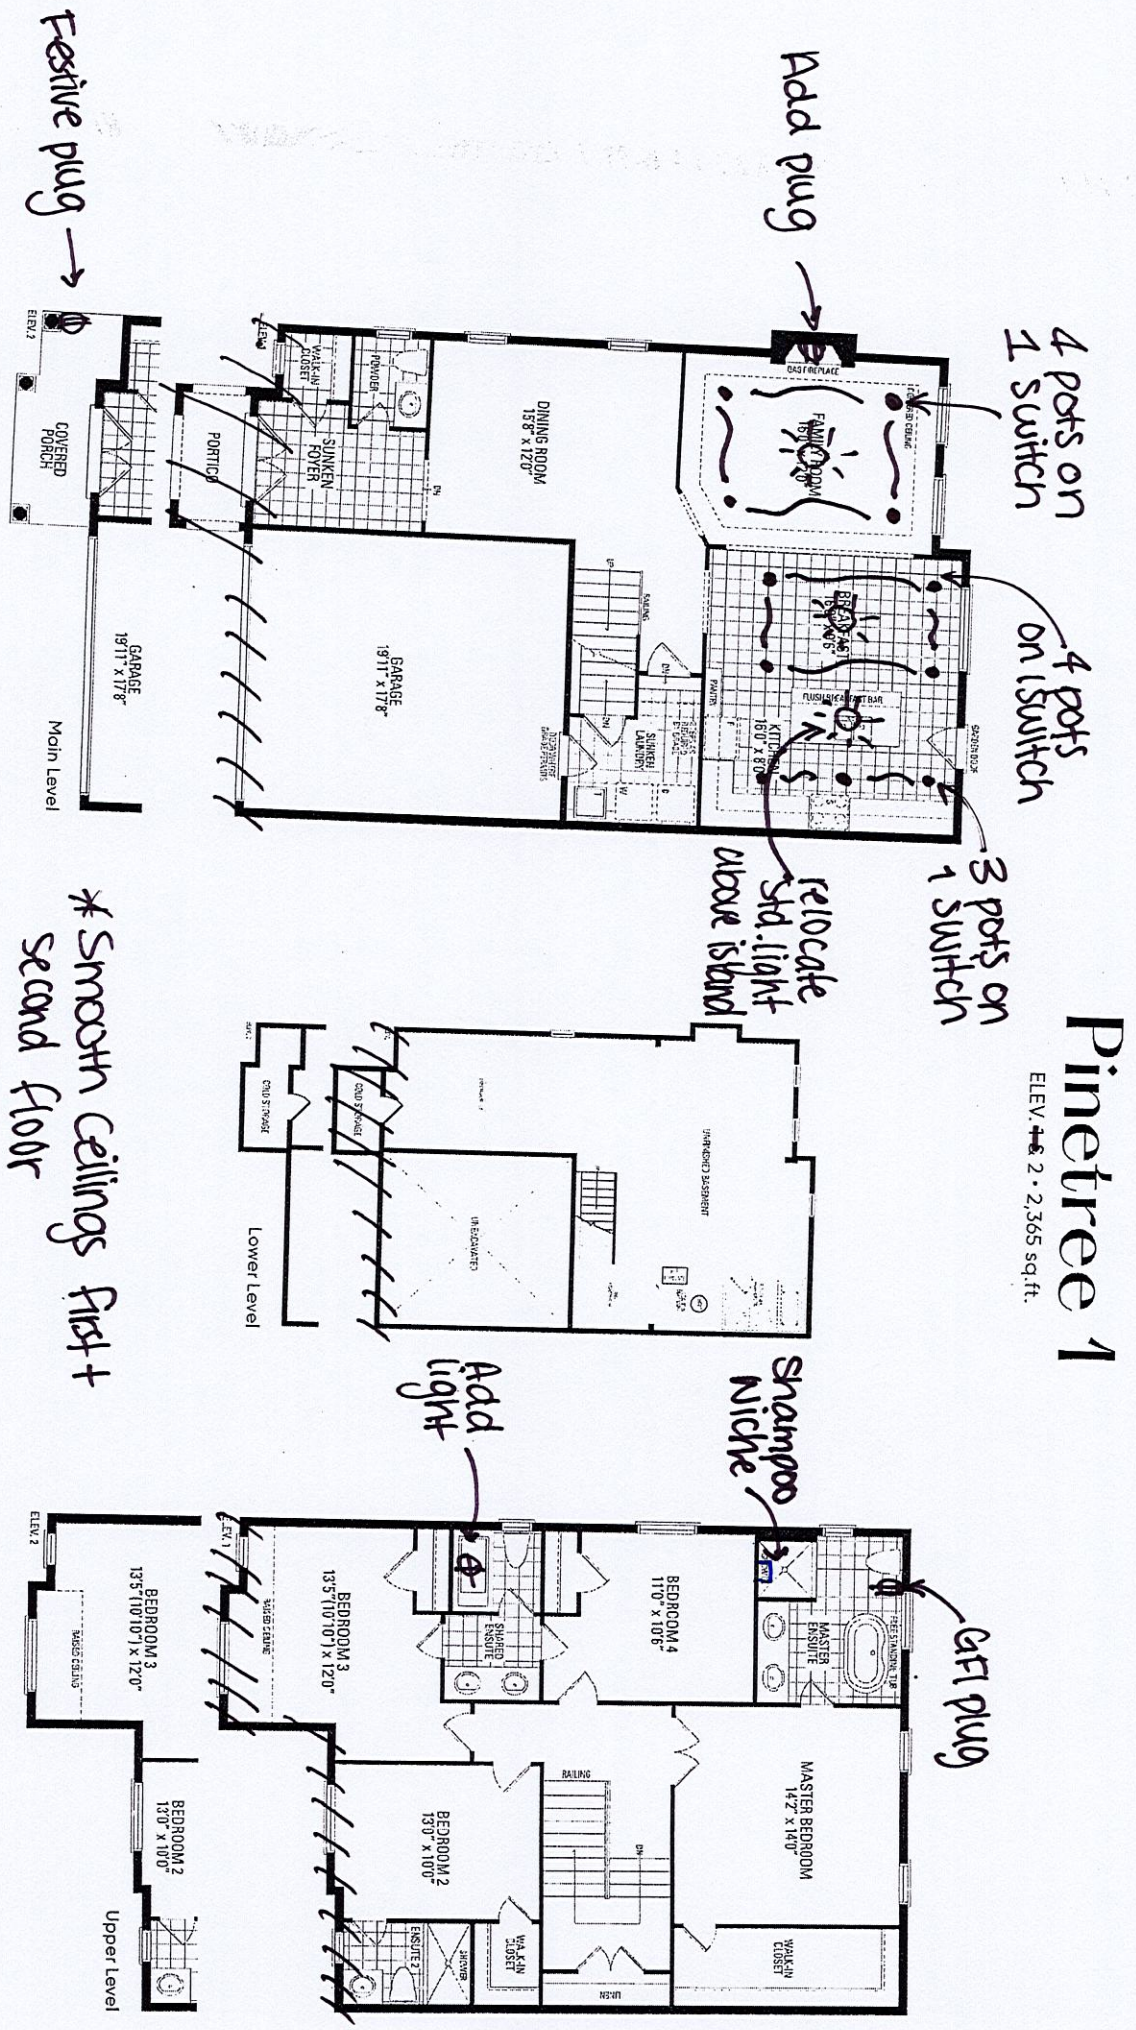 Pinetree 1
ELEV. 1 & 2 • 2,365 sq.ft.
Festive plug
Add plug
4 pots on
1 switch
4 pots
on 1 switch
3 pots on
1 switch
relocate
std. light
above island
* Smooth Ceilings first +
second floor
GAS FIREPLACE
FAMILY ROOM
BREAKFAST
FLUSH BREAKFAST BAR
GARDEN DOOR
KITCHEN
16'0" x 8'0"
PANTRY
F
S
DINING ROOM
15'8" x 12'0"
UP
RAILING
DN
DN
SUNKEN
LAUNDRY
W
D
POWDER
WALK-IN
CLOSET
SUNKEN
FOYER
DN
PORTICO
GARAGE
19'11" x 17'8"
ELEV. 2
COVERED
PORCH
GARAGE
19'11" x 17'8"
Main Level
UNFINISHED BASEMENT
UNEXCAVATED
COLD STORAGE
COLD STORAGE
Lower Level
Shampoo
Niche
Add
light
GFI plug
FREESTANDING TUB
MASTER
ENSUITE
MASTER BEDROOM
14'2" x 14'0"
WALK-IN
CLOSET
BEDROOM 4
11'0" x 10'6"
RAILING
DN
LINEN
SHARED
ENSUITE
BEDROOM 3
13'5" (10'10") x 12'0"
RAISED CEILING
ELEV. 1
BEDROOM 2
13'0" x 10'0"
WALK-IN
CLOSET
ENSUITE 2
SHOWER
ELEV. 2
BEDROOM 3
13'5" (10'10") x 12'0"
RAISED CEILING
BEDROOM 2
13'0" x 10'0"
Upper Level